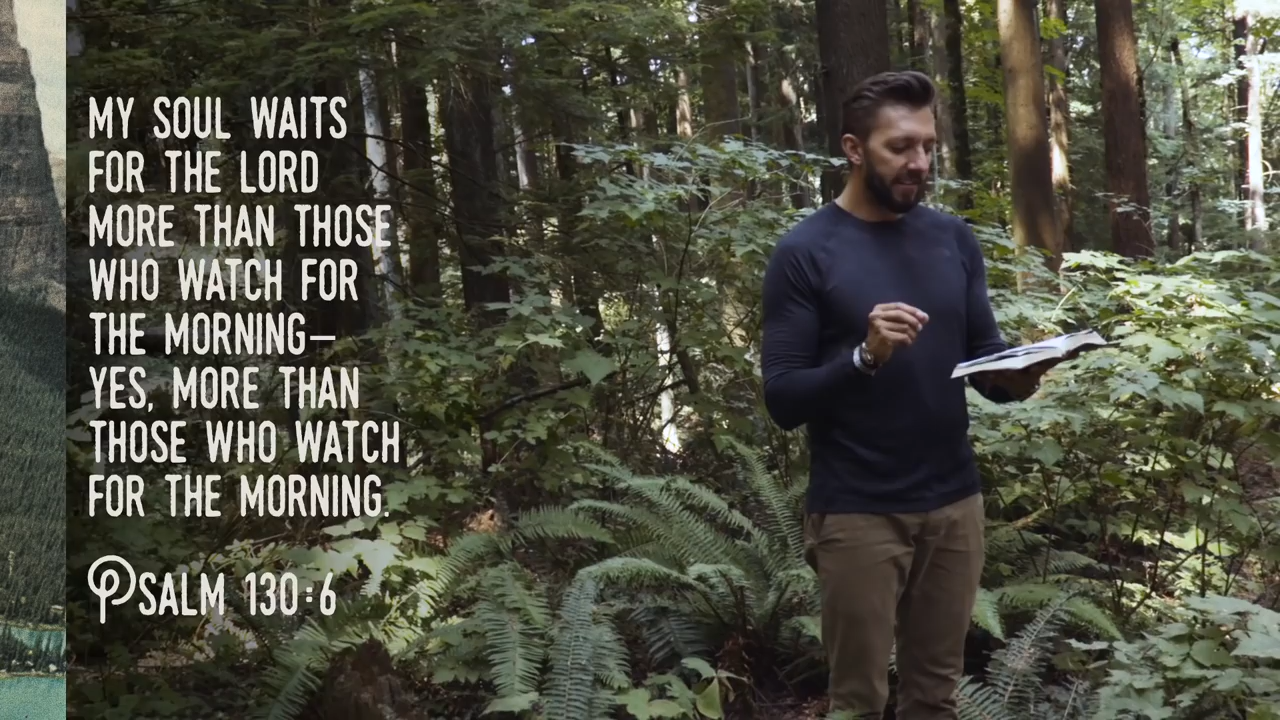 MY SOUL WAITS
FOR THE LORD
MORE THAN THOSE
WHO WATCH FOR
THE MORNING—
YES, MORE THAN
THOSE WHO WATCH
FOR THE MORNING.
PSALM 130:6